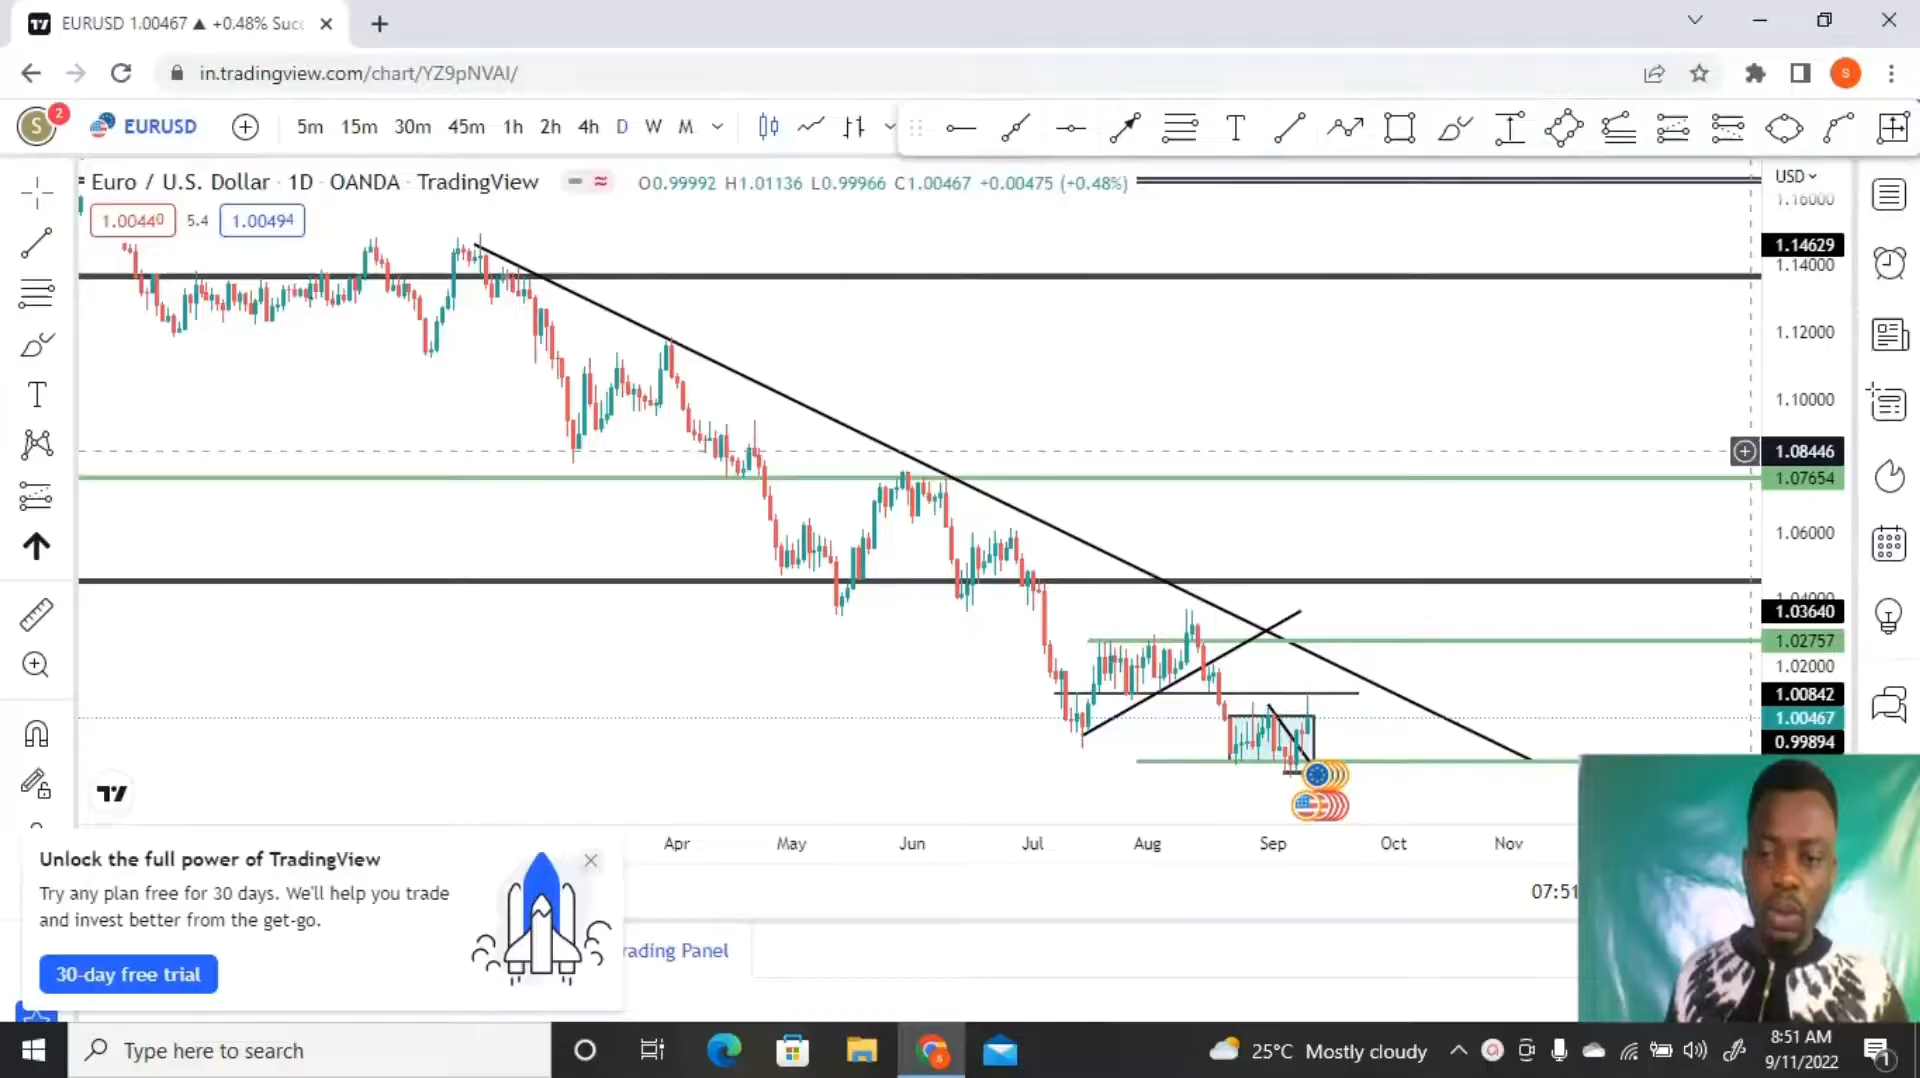 EURUSD 1.00467 ▲ +0.48% Suc
in.tradingview.com/chart/YZ9pNVAI/
S
2
EURUSD
5m 15m 30m 45m 1h 2h 4h D W M
Euro / U.S. Dollar · 1D · OANDA · TradingView
O0.99992 H1.01136 L0.99966 C1.00467 +0.00475 (+0.48%)
USD
1.00440 5.4 1.00494
1.16000
1.14629
1.14000
1.12000
1.10000
1.08446
1.07654
1.06000
1.04000
1.03640
1.02757
1.02000
1.00842
1.00467
0.99894
Apr May Jun Jul Aug Sep Oct Nov
07:51
Unlock the full power of TradingView
Try any plan free for 30 days. We'll help you trade
and invest better from the get-go.
30-day free trial
rading Panel
Type here to search
25°C Mostly cloudy
8:51 AM
9/11/2022
1